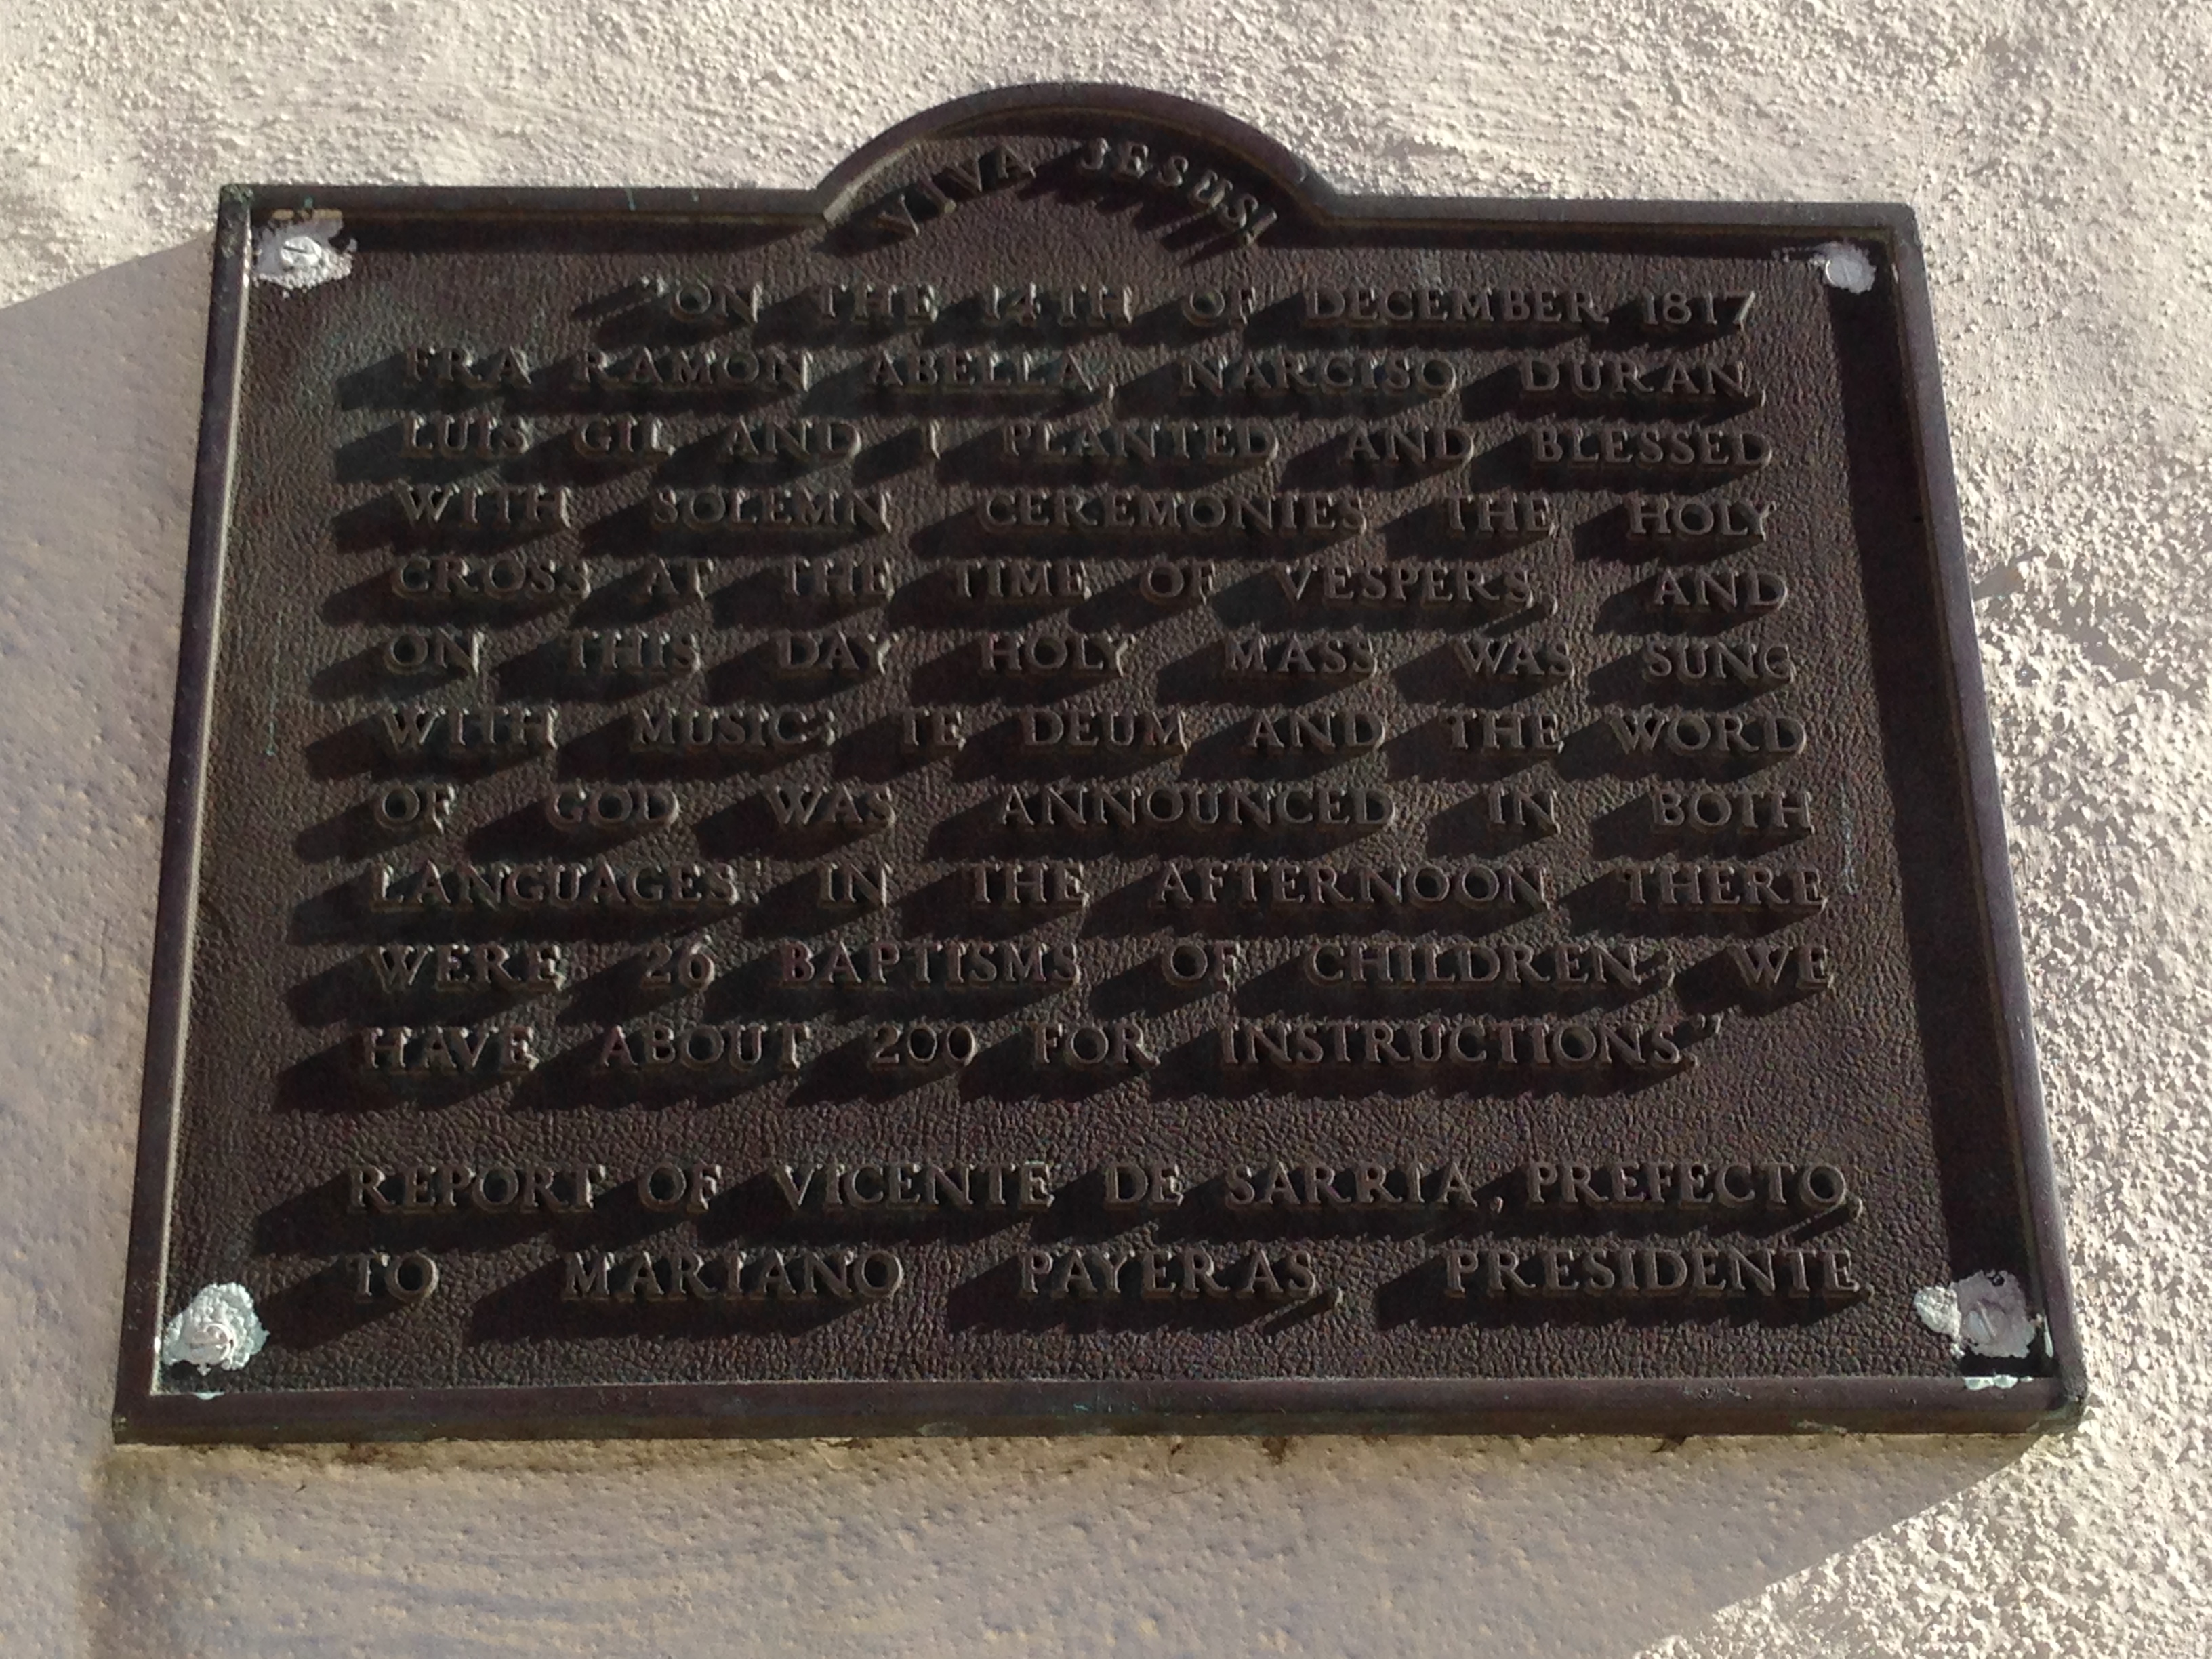 VIVA JESUS!
"ON THE 14TH OF DECEMBER 1817
FRA RAMON ABELLA, NARCISO DURAN,
LUIS GIL AND I PLANTED AND BLESSED
WITH SOLEMN CEREMONIES THE HOLY
CROSS AT THE TIME OF VESPERS, AND
ON THIS DAY HOLY MASS WAS SUNG
WITH MUSIC; TE DEUM AND THE WORD
OF GOD WAS ANNOUNCED IN BOTH
LANGUAGES. IN THE AFTERNOON THERE
WERE 26 BAPTISMS OF CHILDREN; WE
HAVE ABOUT 200 FOR INSTRUCTIONS."
REPORT OF VICENTE DE SARRIA, PREFECTO,
TO MARIANO PAYERAS, PRESIDENTE.